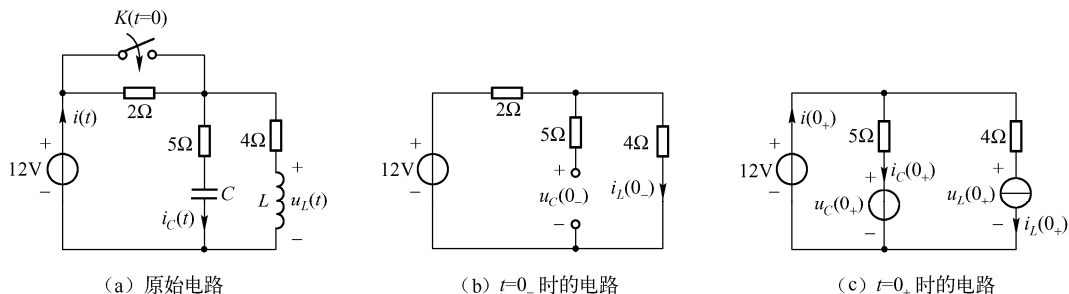 K(t=0)
i(t)
2Ω
5Ω
4Ω
+
12V
−
C
i_C(t)
L
+
u_L(t)
−
(a) 原始电路
2Ω
5Ω
4Ω
+
12V
−
+
u_C(0_−)
−
i_L(0_−)
(b) t=0_−时的电路
i(0_+)
5Ω
4Ω
+
12V
−
i_C(0_+)
+
u_C(0_+)
−
+
u_L(0_+)
−
i_L(0_+)
(c) t=0_+时的电路